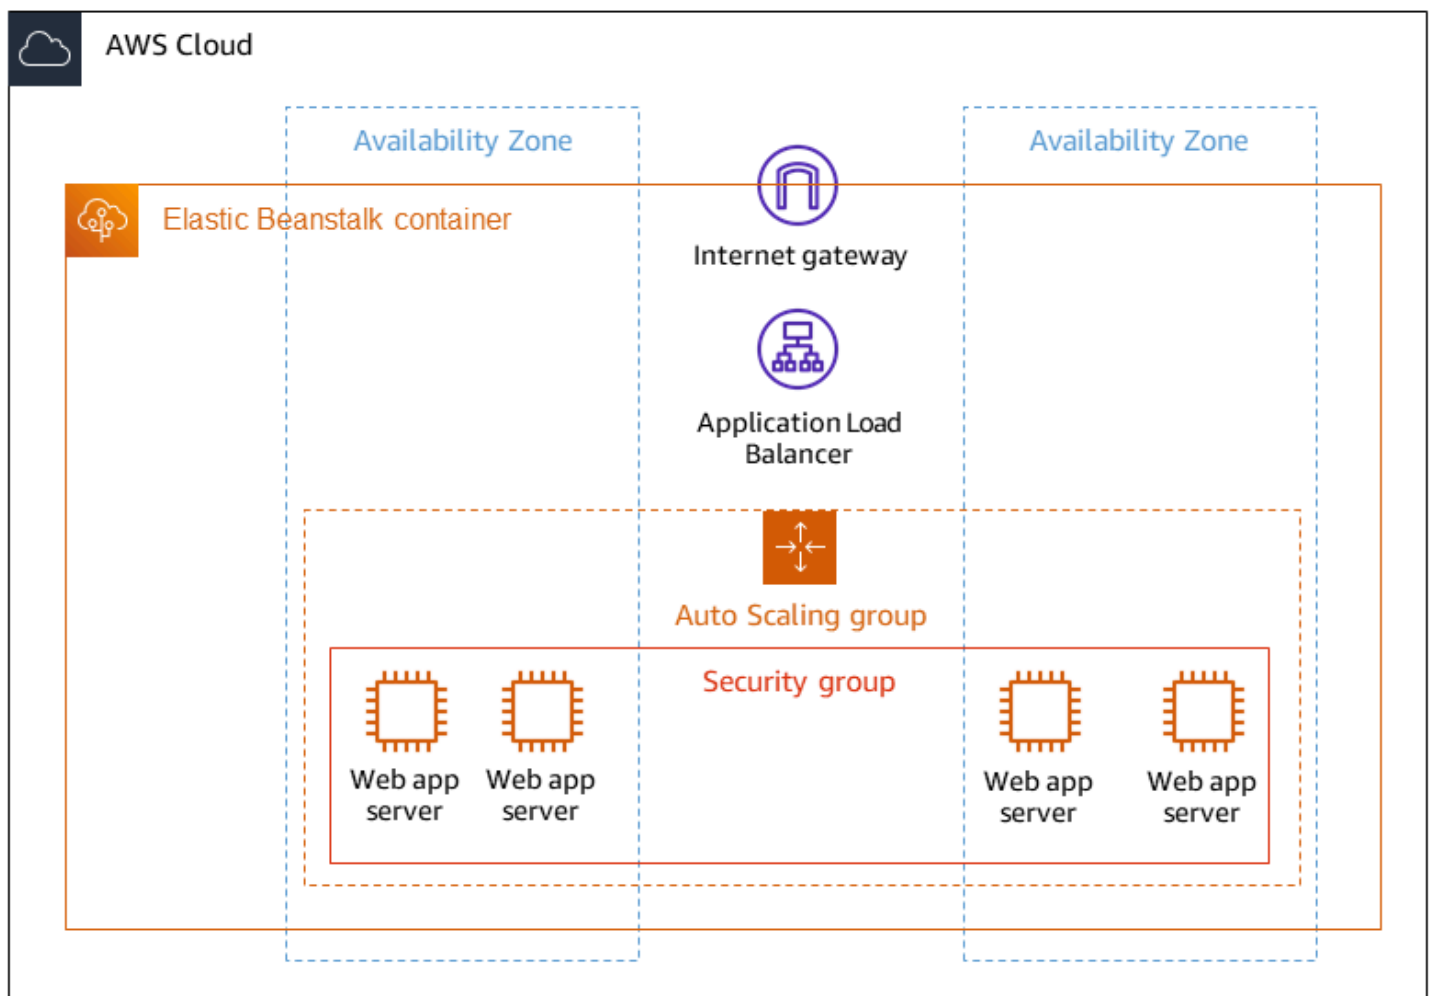 AWS Cloud
Availability Zone
Availability Zone
Elastic Beanstalk container
Internet gateway
Application Load
Balancer
Auto Scaling group
Security group
Web app
server
Web app
server
Web app
server
Web app
server